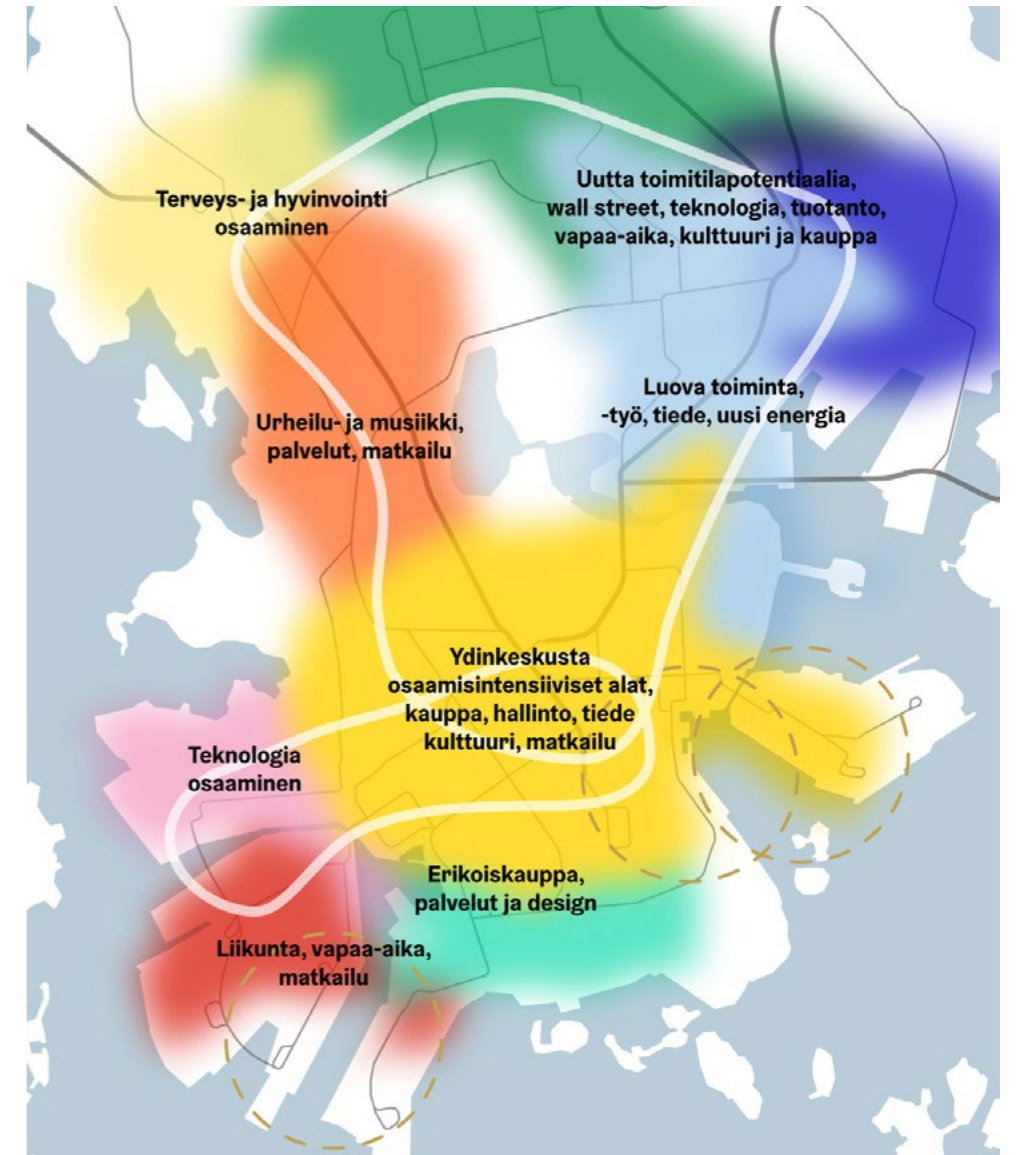 Terveys- ja hyvinvointi
osaaminen
Uutta toimitilapotentiaalia,
wall street, teknologia, tuotanto,
vapaa-aika, kulttuuri ja kauppa
Luova toiminta,
-työ, tiede, uusi energia
Urheilu- ja musiikki,
palvelut, matkailu
Ydinkeskusta
osaamisintensiiviset alat,
kauppa, hallinto, tiede
kulttuuri, matkailu
Teknologia
osaaminen
Erikoiskauppa,
palvelut ja design
Liikunta, vapaa-aika,
matkailu